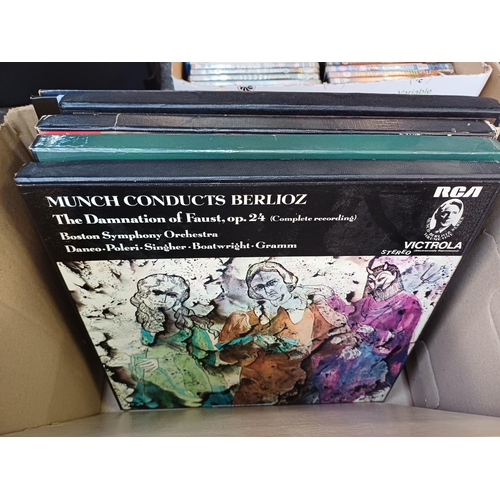 MUNCH CONDUCTS BERLIOZ
The Damnation of Faust, op. 24 (Complete recording)
Boston Symphony Orchestra
Danco·Poleri·Singher·Boatwright·Gramm
RCA
STEREO
VICTROLA